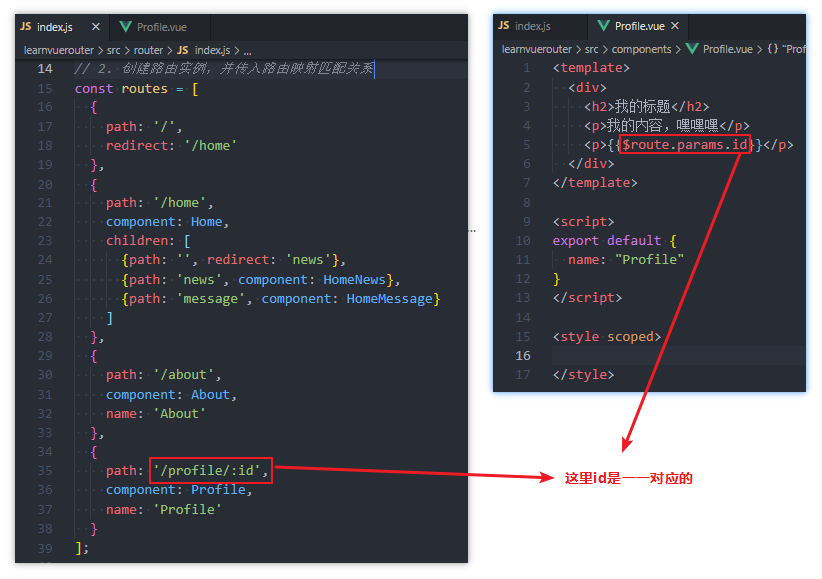 index.js
Profile.vue
learnvuerouter > src > router > JS index.js > ...
14 // 2. 创建路由实例，并传入路由映射匹配关系
15 const routes = [
16 {
17 path: '/',
18 redirect: '/home'
19 },
20 {
21 path: '/home',
22 component: Home,
23 children: [
24 {path: '', redirect: 'news'},
25 {path: 'news', component: HomeNews},
26 {path: 'message', component: HomeMessage}
27 ]
28 },
29 {
30 path: '/about',
31 component: About,
32 name: 'About'
33 },
34 {
35 path: '/profile/:id',
36 component: Profile,
37 name: 'Profile'
38 }
39 ];
JS index.js
Profile.vue
learnvuerouter > src > components > Profile.vue > {} "Prof
1 <template>
2 <div>
3 <h2>我的标题</h2>
4 <p>我的内容，嘿嘿嘿</p>
5 <p>{{$route.params.id}}</p>
6 </div>
7 </template>
8
9 <script>
10 export default {
11 name: "Profile"
12 }
13 </script>
14
15 <style scoped>
16
17 </style>
这里id是一一对应的